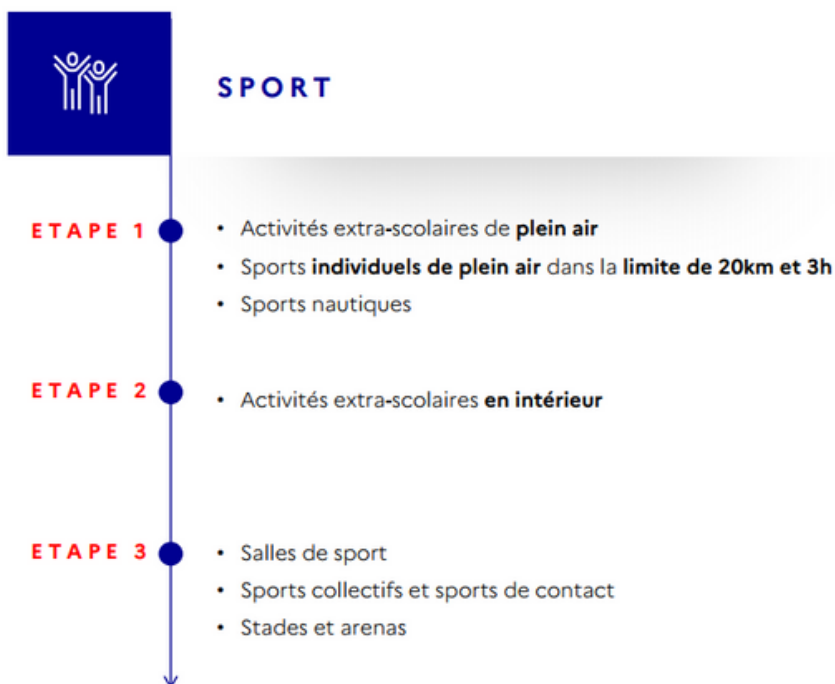 SPORT
ETAPE 1
• Activités extra-scolaires de plein air
• Sports individuels de plein air dans la limite de 20km et 3h
• Sports nautiques
ETAPE 2
• Activités extra-scolaires en intérieur
ETAPE 3
• Salles de sport
• Sports collectifs et sports de contact
• Stades et arenas